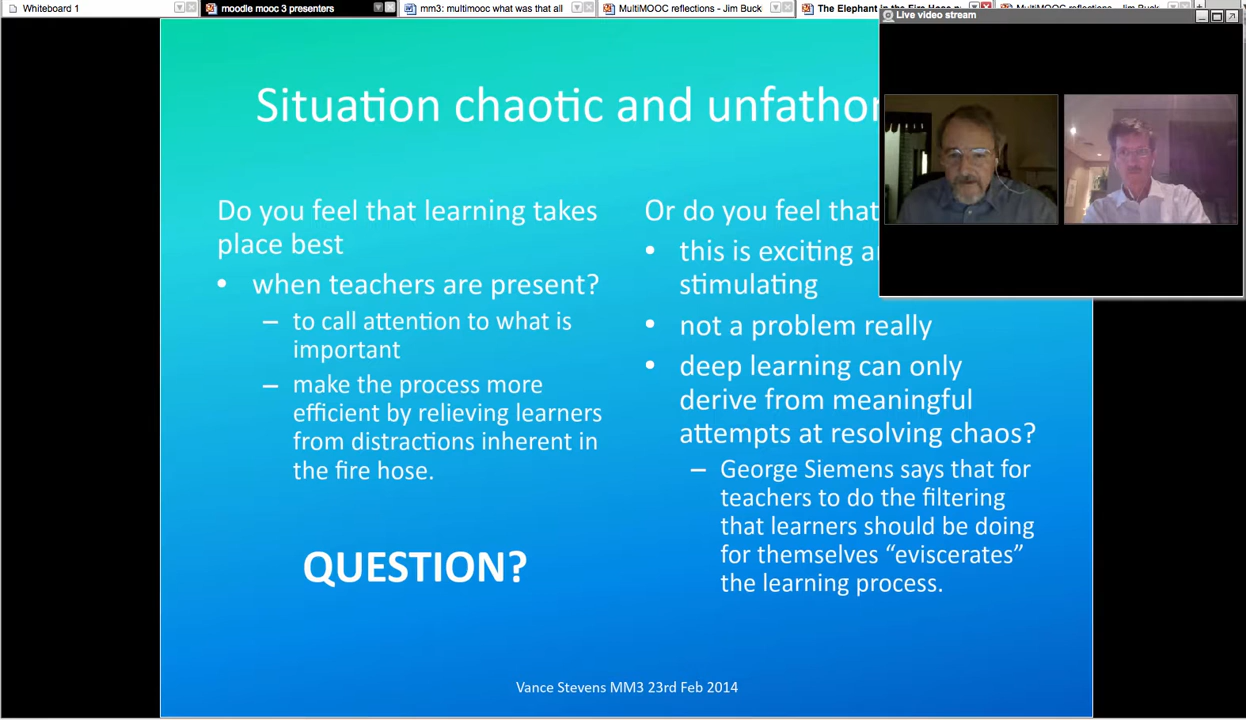 Whiteboard 1
moodle mooc 3 presenters
mm3: multimooc what was that all
MultiMOOC reflections - Jim Buck
The Elephant in the Fire Hose
MultiMOOC reflections - Jim Buck
Live video stream
Situation chaotic and unfathom
Do you feel that learning takes
place best
• when teachers are present?
– to call attention to what is
important
– make the process more
efficient by relieving learners
from distractions inherent in
the fire hose.
QUESTION?
Or do you feel that
• this is exciting a
stimulating
• not a problem really
• deep learning can only
derive from meaningful
attempts at resolving chaos?
– George Siemens says that for
teachers to do the filtering
that learners should be doing
for themselves “eviscerates”
the learning process.
Vance Stevens MM3 23rd Feb 2014